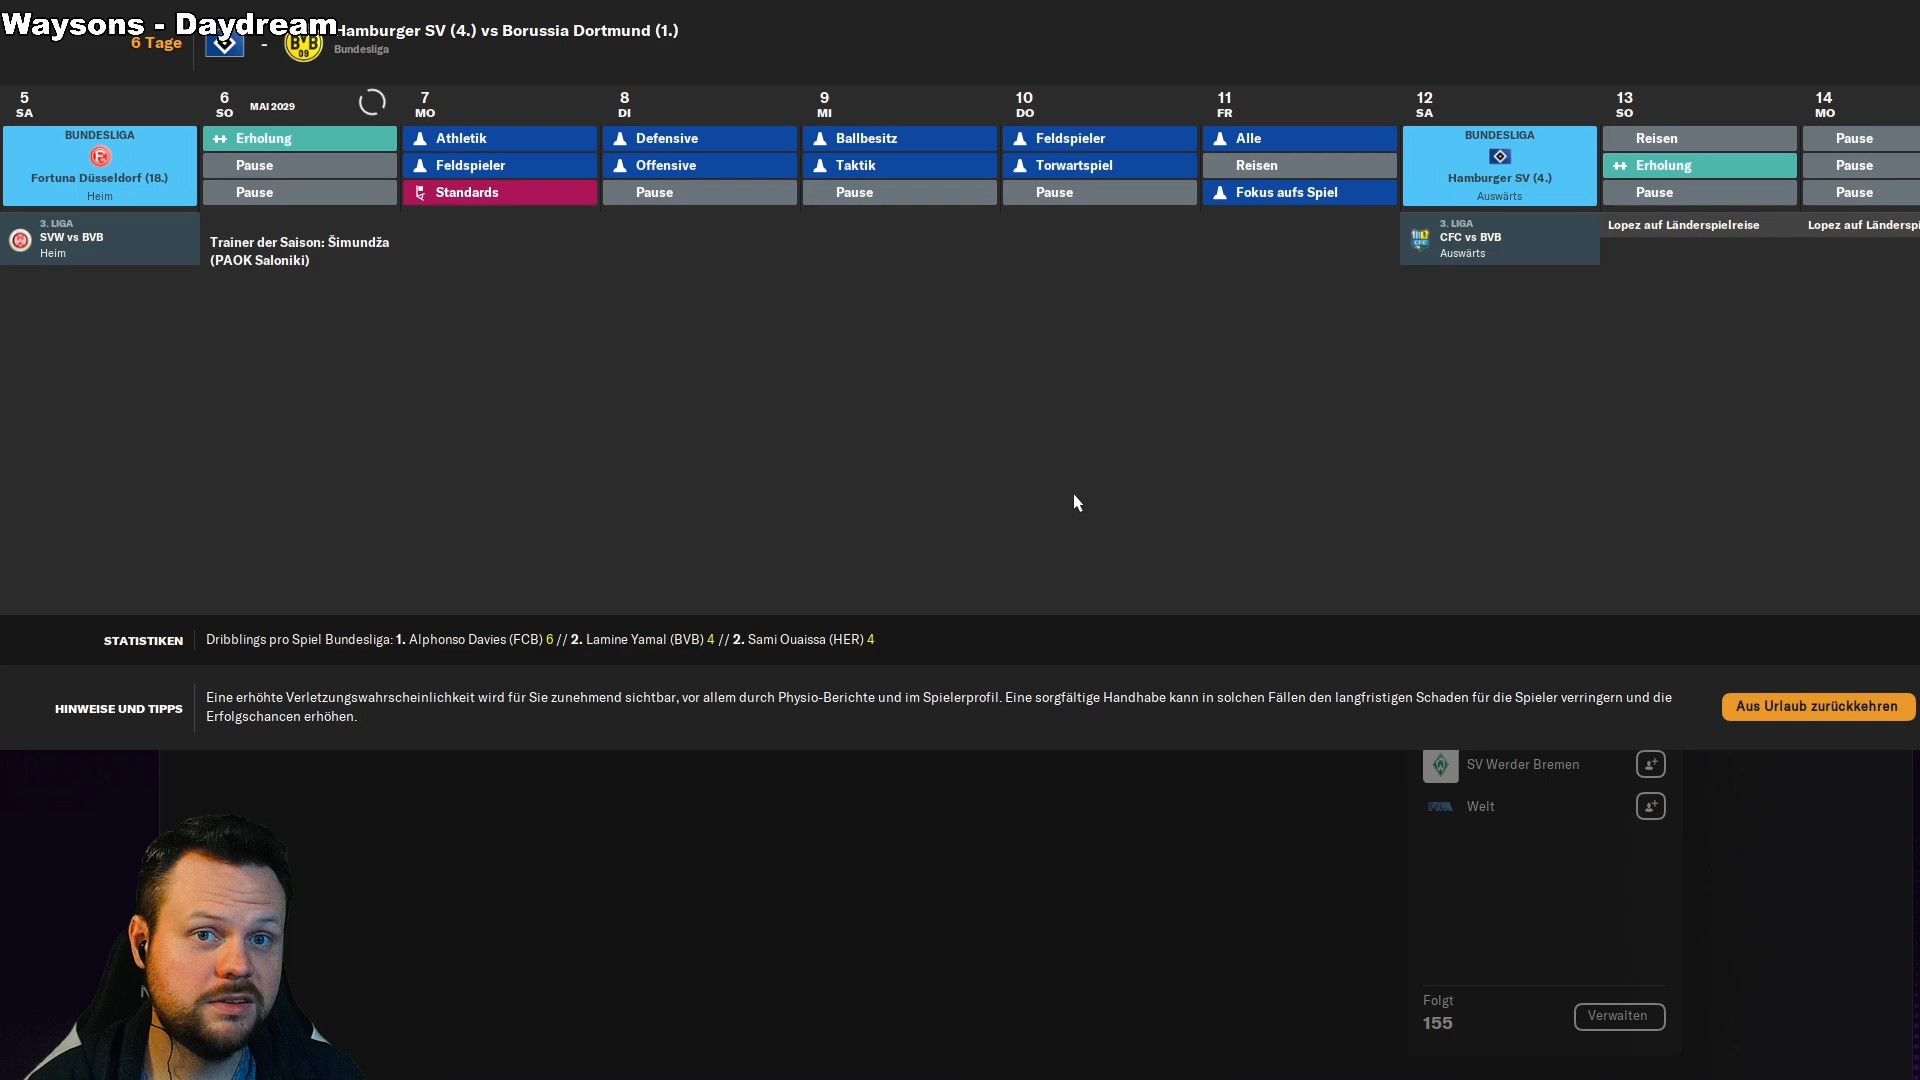 Waysons - Daydream
6 Tage
-
BVB
09
Hamburger SV (4.) vs Borussia Dortmund (1.)
Bundesliga
5
SA
6
SO
MAI 2029
7
MO
8
DI
9
MI
10
DO
11
FR
12
SA
13
SO
14
MO
BUNDESLIGA
F
Fortuna Düsseldorf (18.)
Heim
Erholung
Pause
Pause
Athletik
Feldspieler
Standards
Defensive
Offensive
Pause
Ballbesitz
Taktik
Pause
Feldspieler
Torwartspiel
Pause
Alle
Reisen
Fokus aufs Spiel
BUNDESLIGA
Hamburger SV (4.)
Auswärts
Reisen
Erholung
Pause
Pause
Pause
Pause
3. LIGA
SVW vs BVB
Heim
Trainer der Saison: Šimundža
(PAOK Saloniki)
3. LIGA
CFC vs BVB
Auswärts
Lopez auf Länderspielreise
Lopez auf Ländersp
STATISTIKEN
Dribblings pro Spiel Bundesliga: 1. Alphonso Davies (FCB) 6 // 2. Lamine Yamal (BVB) 4 // 2. Sami Ouaissa (HER) 4
HINWEISE UND TIPPS
Eine erhöhte Verletzungswahrscheinlichkeit wird für Sie zunehmend sichtbar, vor allem durch Physio-Berichte und im Spielerprofil. Eine sorgfältige Handhabe kann in solchen Fällen den langfristigen Schaden für die Spieler verringern und die
Erfolgschancen erhöhen.
Aus Urlaub zurückkehren
SV Werder Bremen
FIFA
Welt
Folgt
155
Verwalten